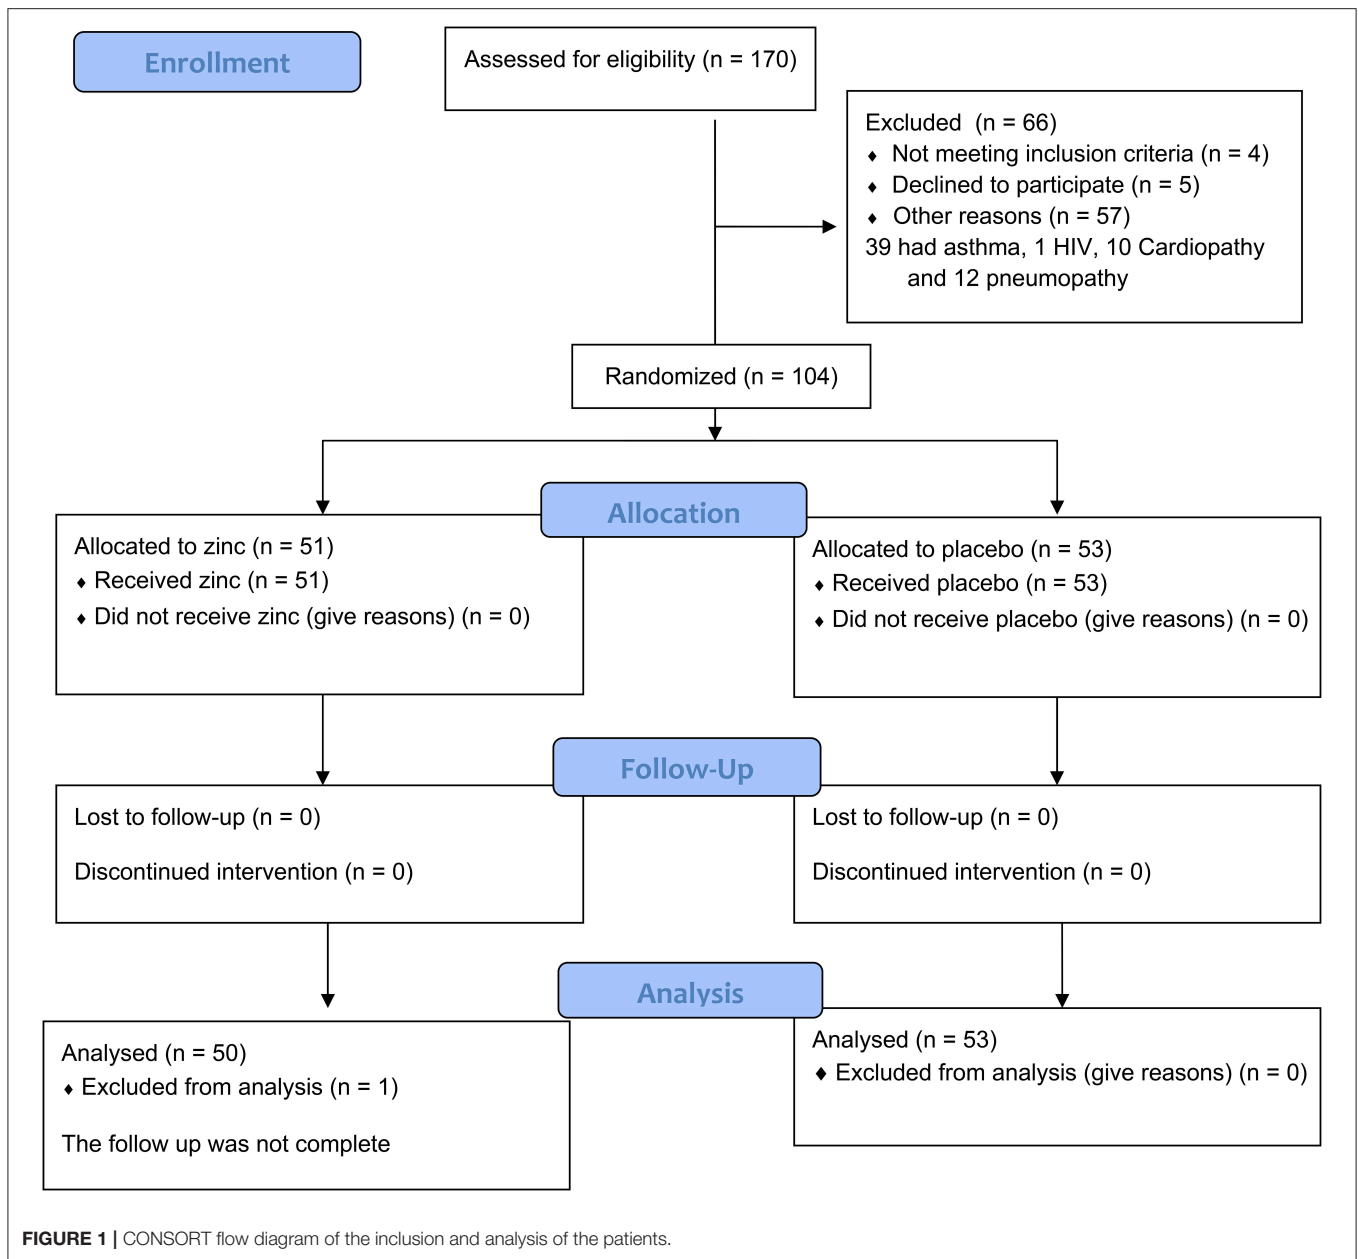 Enrollment
Assessed for eligibility (n = 170)
Excluded (n = 66)
♦ Not meeting inclusion criteria (n = 4)
♦ Declined to participate (n = 5)
♦ Other reasons (n = 57)
39 had asthma, 1 HIV, 10 Cardiopathy
and 12 pneumopathy
Randomized (n = 104)
Allocation
Allocated to zinc (n = 51)
♦ Received zinc (n = 51)
♦ Did not receive zinc (give reasons) (n = 0)
Allocated to placebo (n = 53)
♦ Received placebo (n = 53)
♦ Did not receive placebo (give reasons) (n = 0)
Follow-Up
Lost to follow-up (n = 0)
Discontinued intervention (n = 0)
Lost to follow-up (n = 0)
Discontinued intervention (n = 0)
Analysis
Analysed (n = 50)
♦ Excluded from analysis (n = 1)
The follow up was not complete
Analysed (n = 53)
♦ Excluded from analysis (give reasons) (n = 0)
FIGURE 1 | CONSORT flow diagram of the inclusion and analysis of the patients.